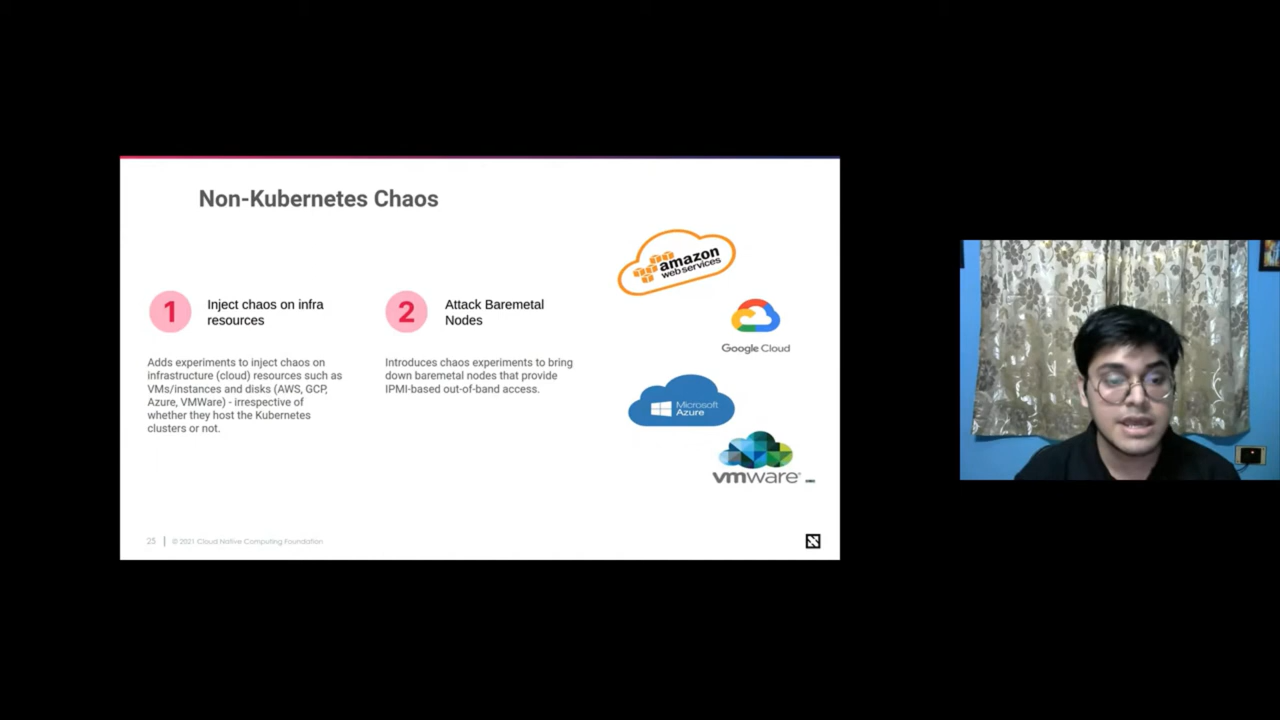 Non-Kubernetes Chaos
1
Inject chaos on infra
resources
Adds experiments to inject chaos on
infrastructure (cloud) resources such as
VMs/instances and disks (AWS, GCP,
Azure, VMWare) - irrespective of
whether they host the Kubernetes
clusters or not.
2
Attack Baremetal
Nodes
Introduces chaos experiments to bring
down baremetal nodes that provide
IPMI-based out-of-band access.
amazon
web services
Google Cloud
Microsoft
Azure
vmware®
25
© 2021 Cloud Native Computing Foundation